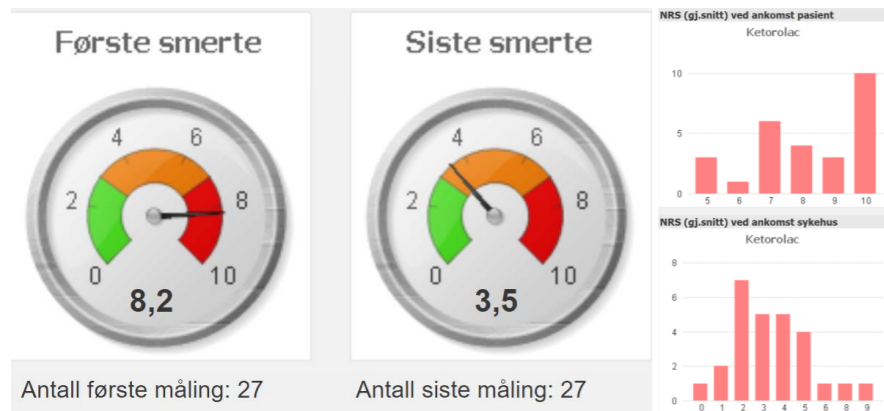 Første smerte
4 6
2 8
0 10
8,2
Antall første måling: 27
Siste smerte
4 6
2 8
0 10
3,5
Antall siste måling: 27
NRS (gj.snitt) ved ankomst pasient
Ketorolac
10
5
0
5 6 7 8 9 10
NRS (gj.snitt) ved ankomst sykehus
Ketorolac
8
6
4
2
0
0 1 2 3 4 5 6 8 9